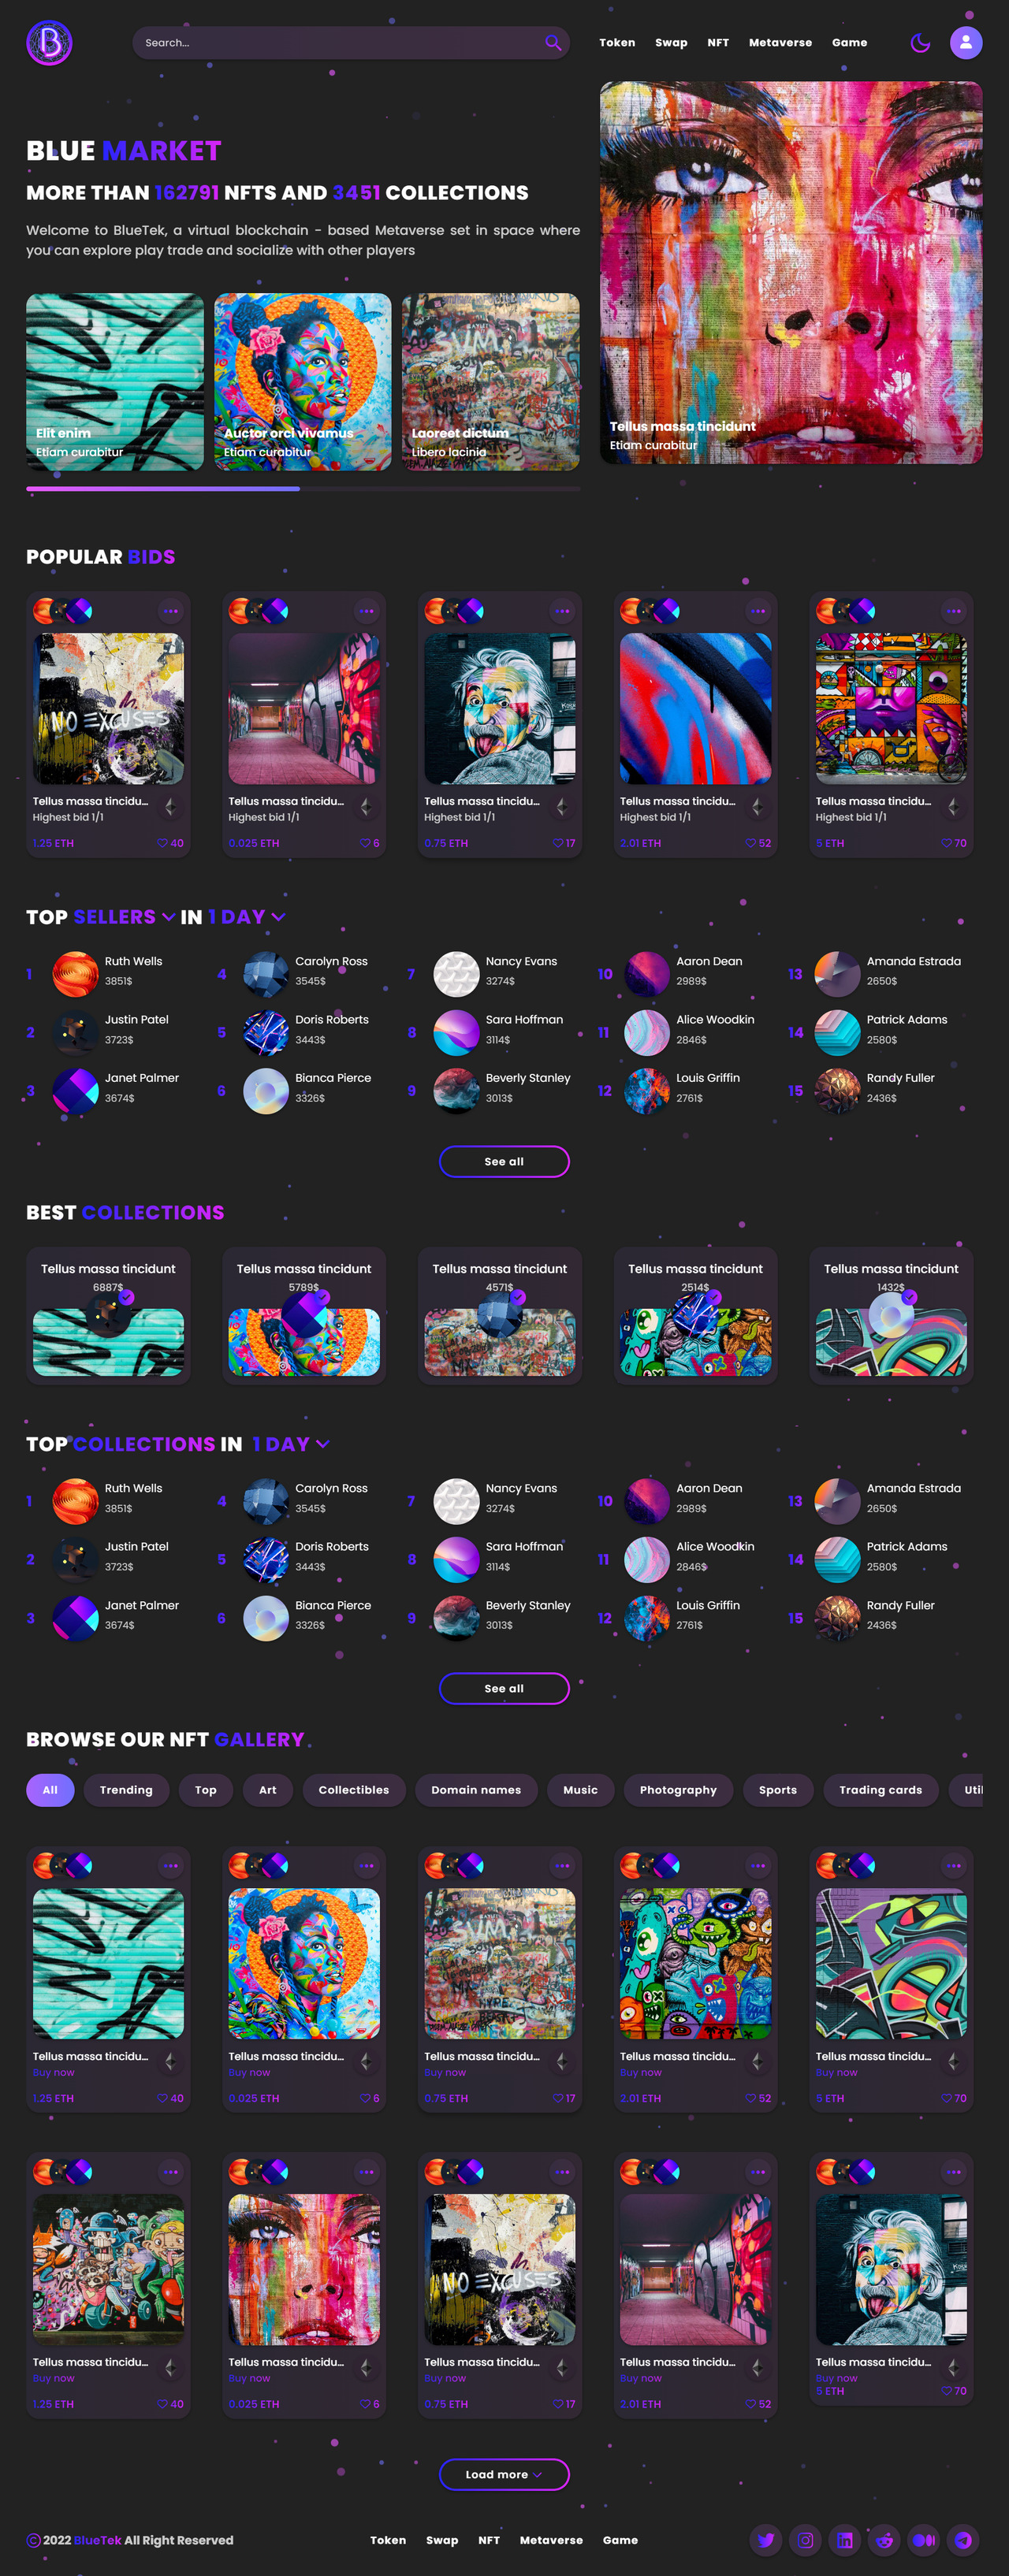 B
Search...
Token Swap NFT Metaverse Game
BLUE MARKET
MORE THAN 162791 NFTS AND 3451 COLLECTIONS
Welcome to BlueTek, a virtual blockchain - based Metaverse set in space where
you can explore play trade and socialize with other players
Elit enim
Etiam curabitur
Auctor orci vivamus
Etiam curabitur
Laoreet dictum
Libero lacinia
Tellus massa tincidunt
Etiam curabitur
POPULAR BIDS
NO EXCUSES
Tellus massa tincidu...
Highest bid 1/1
1.25 ETH 40
Tellus massa tincidu...
Highest bid 1/1
0.025 ETH 6
Tellus massa tincidu...
Highest bid 1/1
0.75 ETH 17
Tellus massa tincidu...
Highest bid 1/1
2.01 ETH 52
Tellus massa tincidu...
Highest bid 1/1
5 ETH 70
TOP SELLERS IN 1 DAY
1 Ruth Wells
3851$
2 Justin Patel
3723$
3 Janet Palmer
3674$
4 Carolyn Ross
3545$
5 Doris Roberts
3443$
6 Bianca Pierce
3326$
7 Nancy Evans
3274$
8 Sara Hoffman
3114$
9 Beverly Stanley
3013$
10 Aaron Dean
2989$
11 Alice Woodkin
2846$
12 Louis Griffin
2761$
13 Amanda Estrada
2650$
14 Patrick Adams
2580$
15 Randy Fuller
2436$
See all
BEST COLLECTIONS
Tellus massa tincidunt
6887$
Tellus massa tincidunt
5789$
Tellus massa tincidunt
4571$
Tellus massa tincidunt
2514$
Tellus massa tincidunt
1432$
TOP COLLECTIONS IN 1 DAY
1 Ruth Wells
3851$
2 Justin Patel
3723$
3 Janet Palmer
3674$
4 Carolyn Ross
3545$
5 Doris Roberts
3443$
6 Bianca Pierce
3326$
7 Nancy Evans
3274$
8 Sara Hoffman
3114$
9 Beverly Stanley
3013$
10 Aaron Dean
2989$
11 Alice Woodkin
2846$
12 Louis Griffin
2761$
13 Amanda Estrada
2650$
14 Patrick Adams
2580$
15 Randy Fuller
2436$
See all
BROWSE OUR NFT GALLERY
All Trending Top Art Collectibles Domain names Music Photography Sports Trading cards Util
Tellus massa tincidu...
Buy now
1.25 ETH 40
Tellus massa tincidu...
Buy now
0.025 ETH 6
Tellus massa tincidu...
Buy now
0.75 ETH 17
Tellus massa tincidu...
Buy now
2.01 ETH 52
Tellus massa tincidu...
Buy now
5 ETH 70
Tellus massa tincidu...
Buy now
1.25 ETH 40
Tellus massa tincidu...
Buy now
0.025 ETH 6
NO EXCUSES
Tellus massa tincidu...
Buy now
0.75 ETH 17
Tellus massa tincidu...
Buy now
2.01 ETH 52
Tellus massa tincidu...
Buy now
5 ETH 70
Load more
© 2022 BlueTek All Right Reserved
Token Swap NFT Metaverse Game